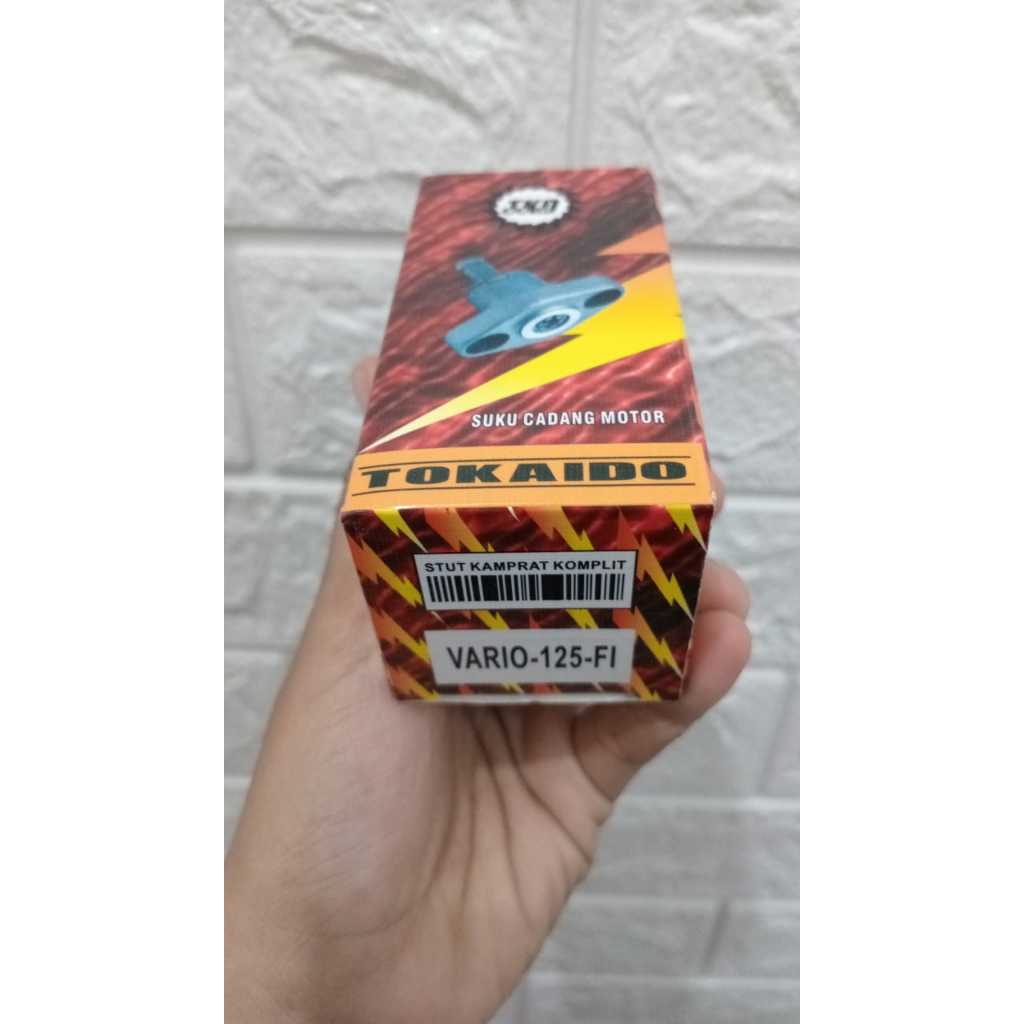 SUKU CADANG MOTOR
TOKAIDO
STUT KAMPRAT KOMPLIT
VARIO-125-FI